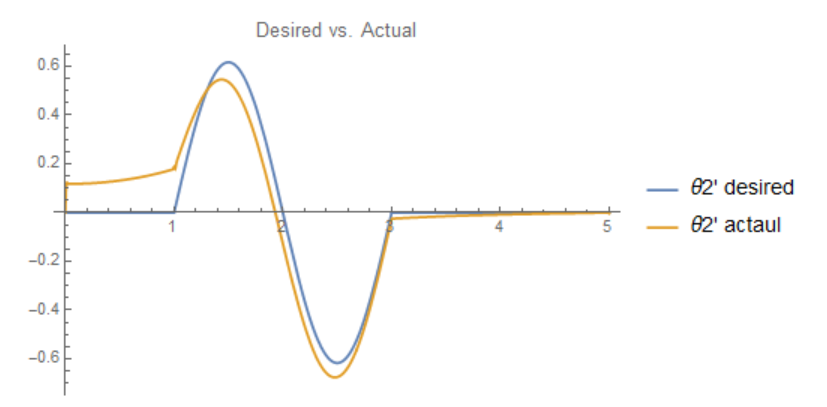 Desired vs. Actual
0.6
0.4
0.2
1 2 3 4 5
-0.2
-0.4
-0.6
θ2' desired
θ2' actaul